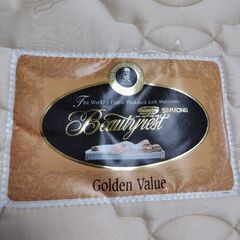 The World's Finest Pocketed Coil Mattress
SIMMONS
Beautyrest
Golden Value